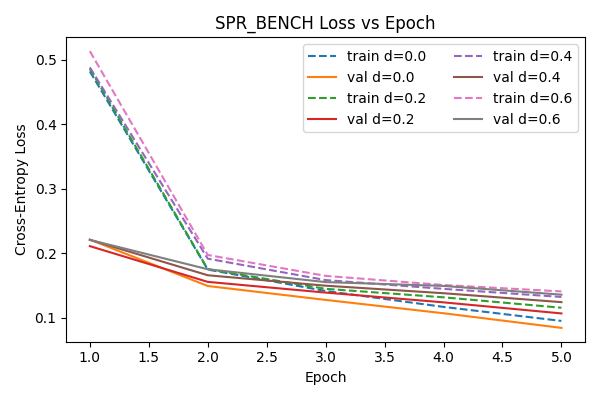 SPR_BENCH Loss vs Epoch
Cross-Entropy Loss
0.5
0.4
0.3
0.2
0.1
train d=0.0
val d=0.0
train d=0.2
val d=0.2
train d=0.4
val d=0.4
train d=0.6
val d=0.6
1.0 1.5 2.0 2.5 3.0 3.5 4.0 4.5 5.0
Epoch